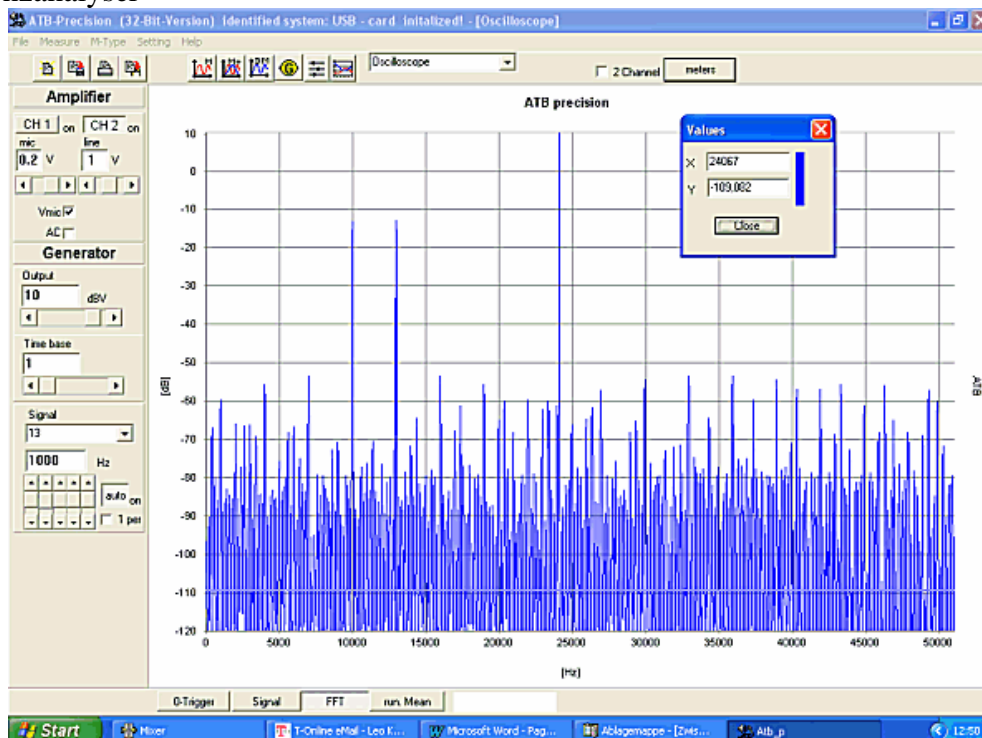 ATB-Precision (32-Bit-Version) Identified system: USB - card initalized! - [Oscilloscope]
File Measure M-Type Setting Help
Oscilloscope
2 Channel
meters
Amplifier
CH 1 on CH 2 on
mic line
0.2 V 1 V
Vmic
AC
Generator
Output
10 dBV
Time base
1
Signal
13
1000 Hz
auto on
1 per
ATB precision
Values
X 24067
Y -109,082
Close
10
0
-10
-20
-30
-40
-50
-60
-70
-80
-90
-100
-110
-120
[dB]
ATB
0 5000 10000 15000 20000 25000 30000 35000 40000 45000 50000
[Hz]
0-Trigger Signal FFT run. Mean
Start Mixer T-Online eMail - Leo K... Microsoft Word - Pag... Ablagemappe - [Zwis... Atb_p 12:50